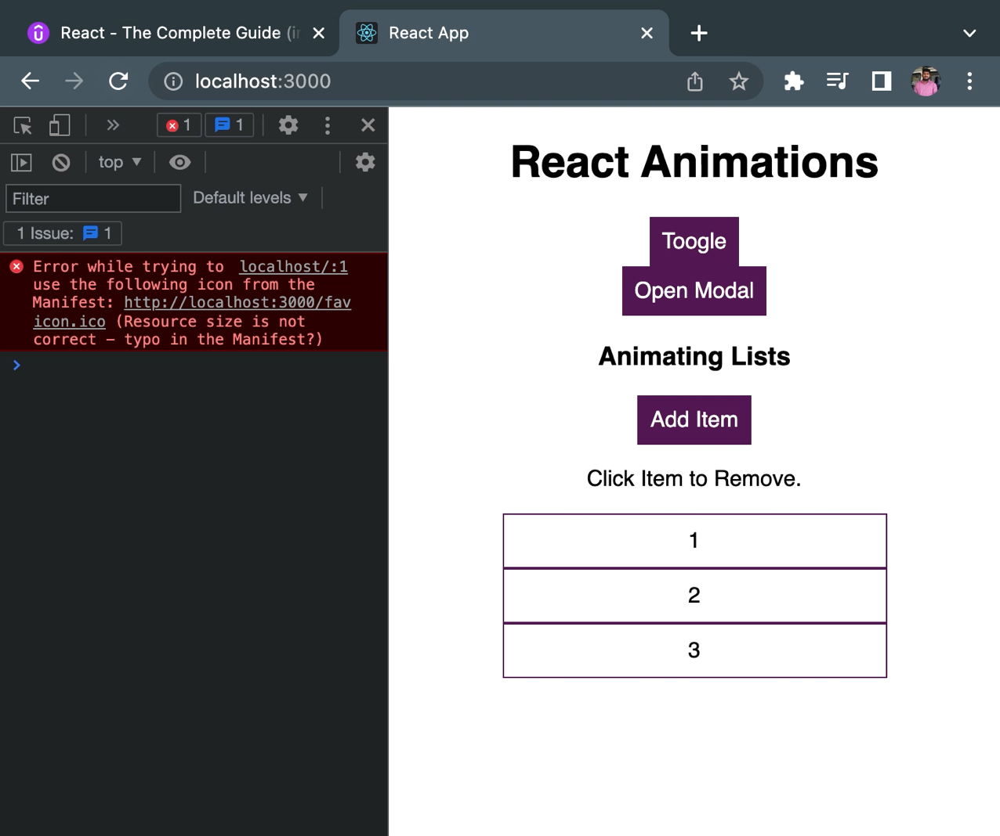 React - The Complete Guide (in
React App
localhost:3000
1
1
top
Filter
Default levels
1 Issue: 1
Error while trying to localhost/:1
use the following icon from the
Manifest: http://localhost:3000/fav
icon.ico (Resource size is not
correct – typo in the Manifest?)
React Animations
Toogle
Open Modal
Animating Lists
Add Item
Click Item to Remove.
1
2
3